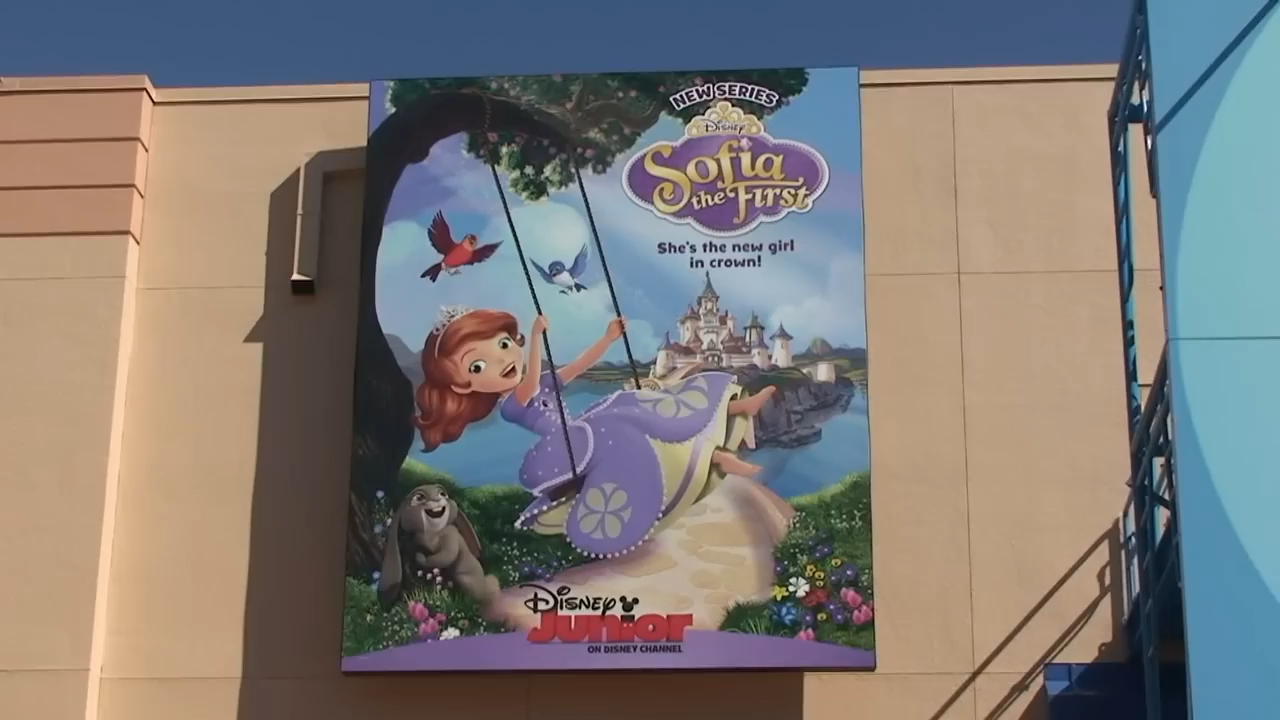 NEW SERIES
Disney
Sofia
the First
She's the new girl
in crown!
Disney
Junior
ON DISNEY CHANNEL